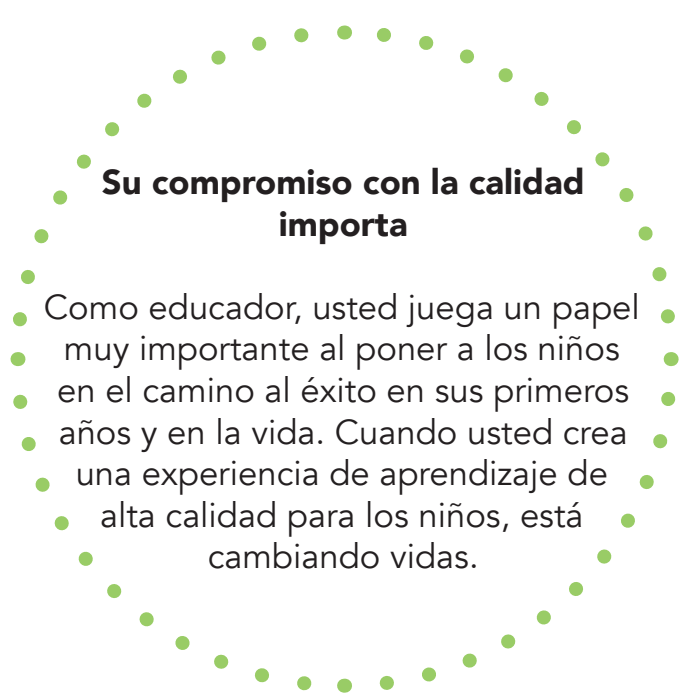 Su compromiso con la calidad
importa
Como educador, usted juega un papel
muy importante al poner a los niños
en el camino al éxito en sus primeros
años y en la vida. Cuando usted crea
una experiencia de aprendizaje de
alta calidad para los niños, está
cambiando vidas.